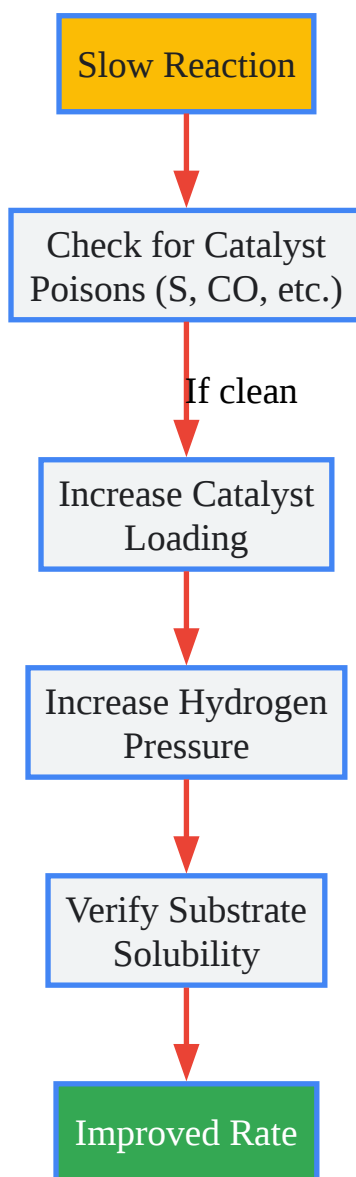 Slow Reaction
Check for Catalyst
Poisons (S, CO, etc.)
If clean
Increase Catalyst
Loading
Increase Hydrogen
Pressure
Verify Substrate
Solubility
Improved Rate